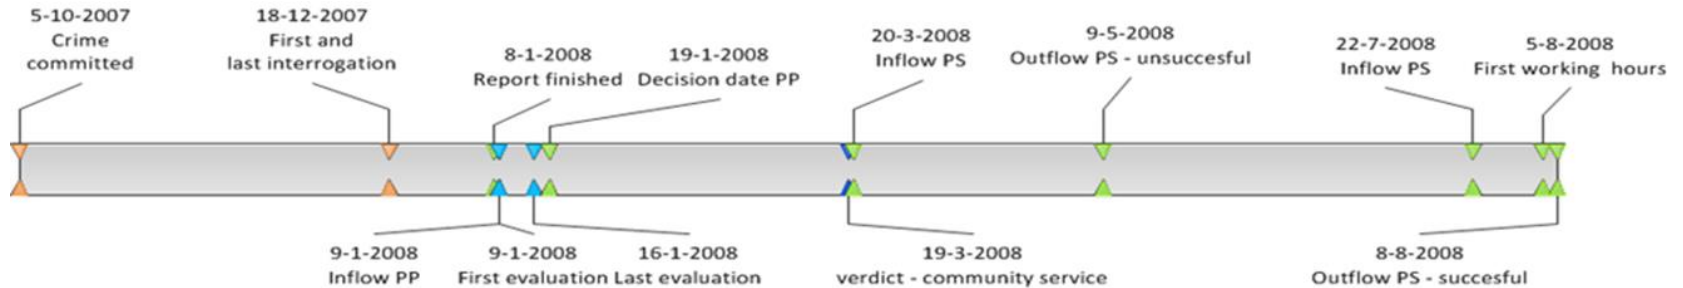 5-10-2007
Crime
committed
18-12-2007
First and
last interrogation
8-1-2008
Report finished
19-1-2008
Decision date PP
20-3-2008
Inflow PS
9-5-2008
Outflow PS - unsuccesful
22-7-2008
Inflow PS
5-8-2008
First working hours
9-1-2008
Inflow PP
9-1-2008
First evaluation
16-1-2008
Last evaluation
19-3-2008
verdict - community service
8-8-2008
Outflow PS - succesful